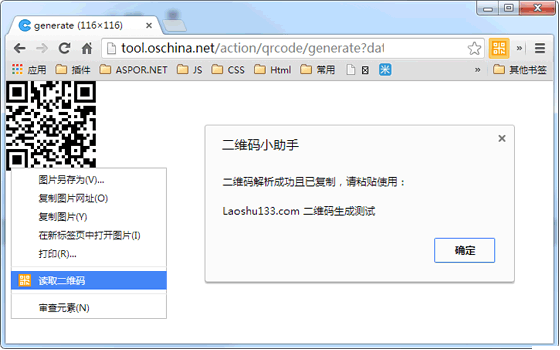 generate (116×116)
tool.oschina.net/action/qrcode/generate?dat
应用 插件 ASPOR.NET JS CSS Html 常用 图 米 » 其他书签
二维码小助手
二维码解析成功且已复制，请粘贴使用：
Laoshu133.com 二维码生成测试
确定
图片另存为(V)...
复制图片网址(O)
复制图片(Y)
在新标签页中打开图片(I)
打印(R)...
读取二维码
审查元素(N)